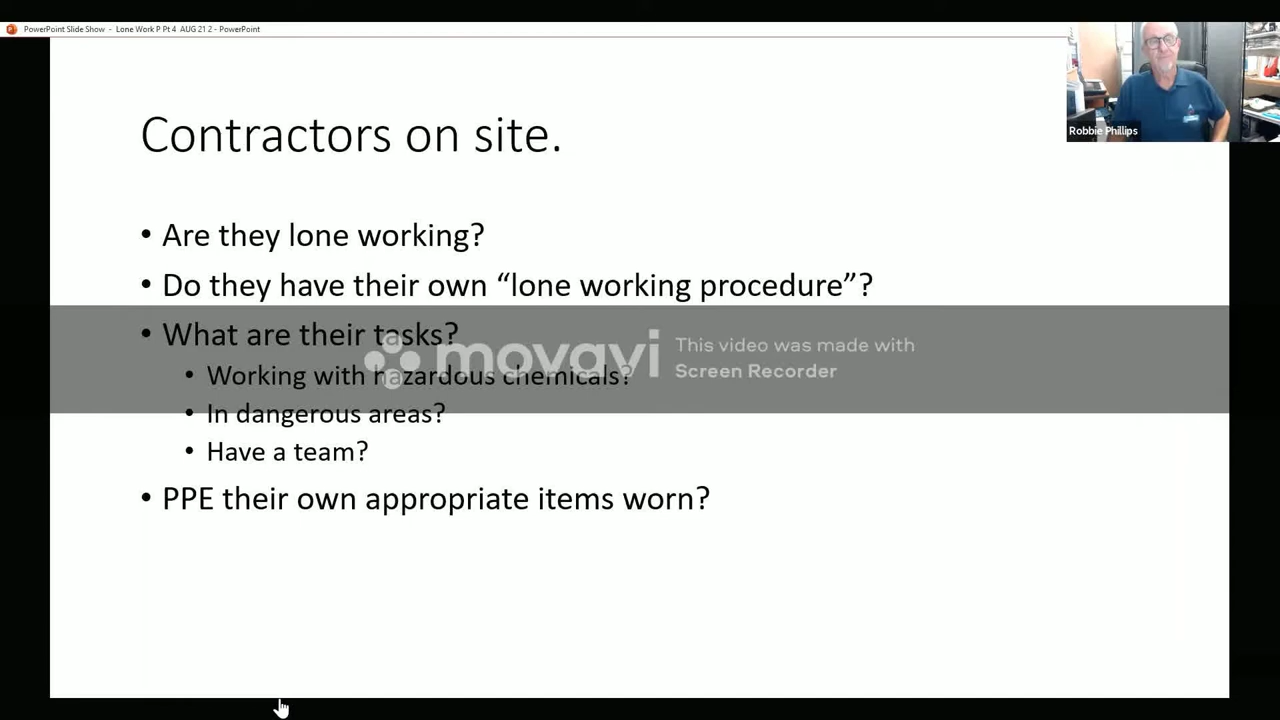 PowerPoint Slide Show - Lone Work P Pt 4 AUG 21 2 - PowerPoint
Robbie Phillips
Contractors on site.
• Are they lone working?
• Do they have their own “lone working procedure”?
• What are their tasks?
movavi
This video was made with
Screen Recorder
• Working with hazardous chemicals?
• In dangerous areas?
• Have a team?
• PPE their own appropriate items worn?